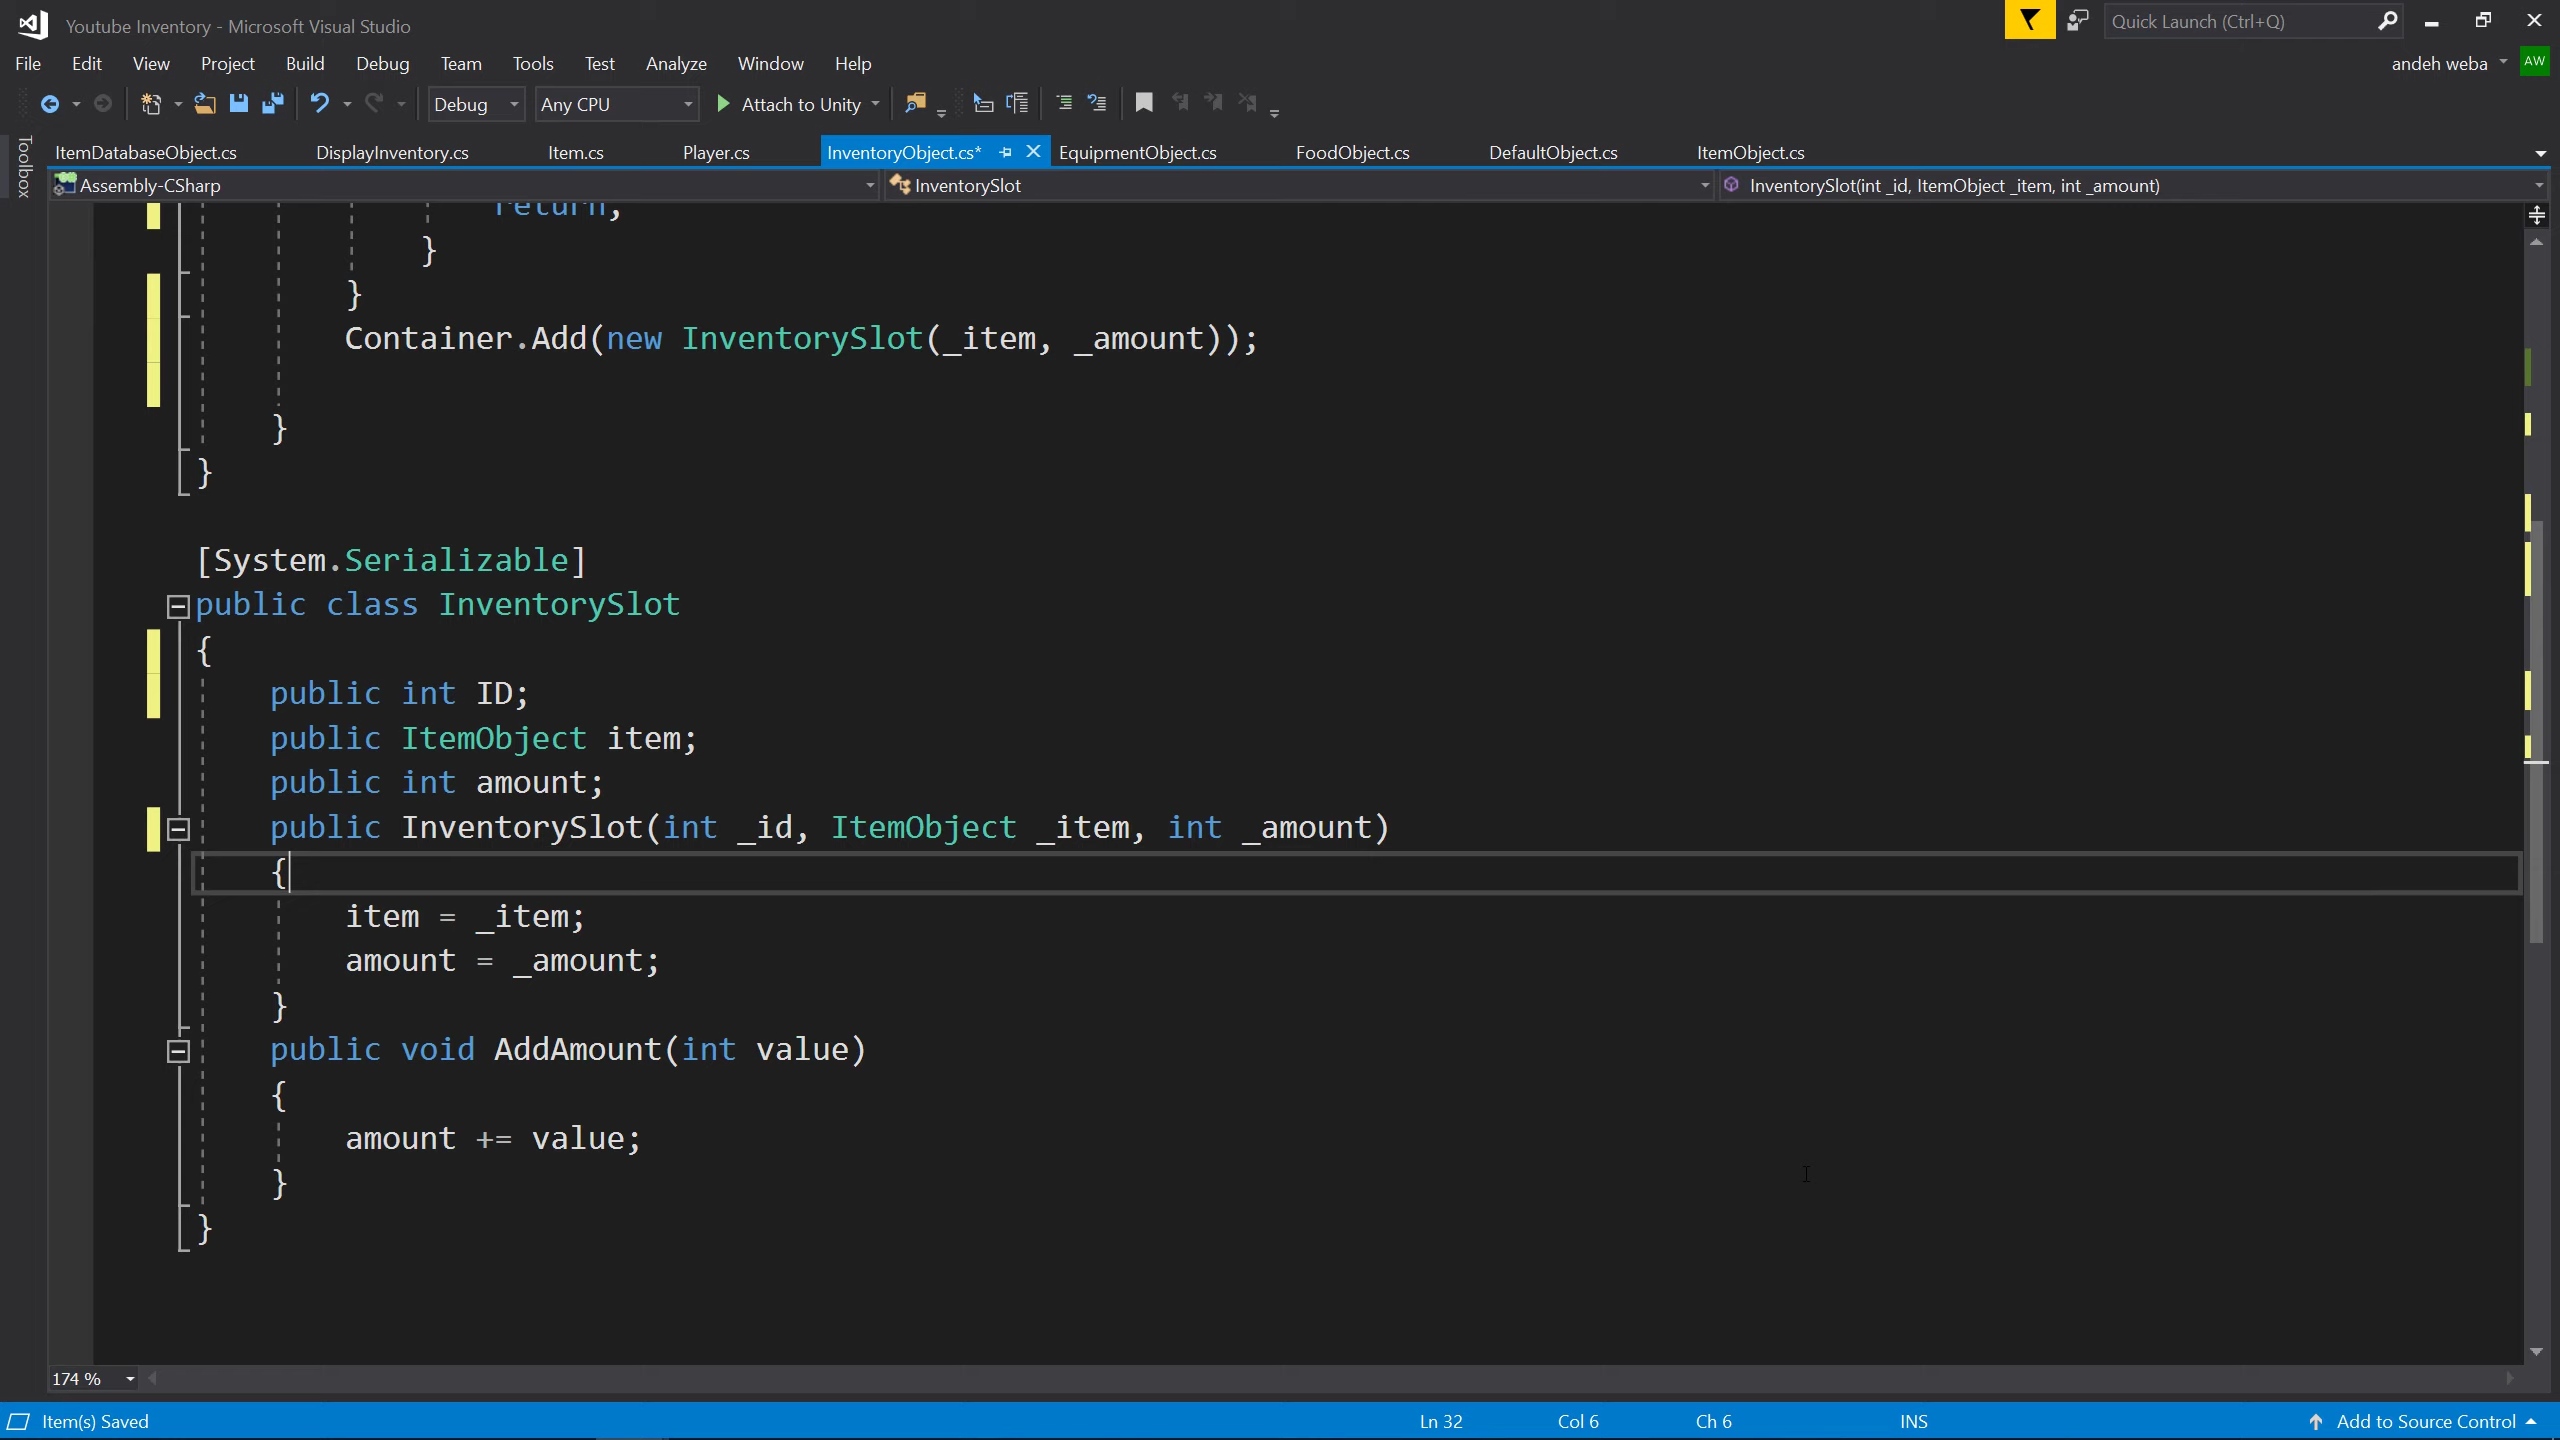 Youtube Inventory - Microsoft Visual Studio
Quick Launch (Ctrl+Q)
File Edit View Project Build Debug Team Tools Test Analyze Window Help
andeh weba AW
Debug Any CPU Attach to Unity
Toolbox
ItemDatabaseObject.cs DisplayInventory.cs Item.cs Player.cs InventoryObject.cs* EquipmentObject.cs FoodObject.cs DefaultObject.cs ItemObject.cs
Assembly-CSharp InventorySlot InventorySlot(int _id, ItemObject _item, int _amount)
return;
}
}
Container.Add(new InventorySlot(_item, _amount));
}
}
[System.Serializable]
public class InventorySlot
{
public int ID;
public ItemObject item;
public int amount;
public InventorySlot(int _id, ItemObject _item, int _amount)
{
item = _item;
amount = _amount;
}
public void AddAmount(int value)
{
amount += value;
}
}
174 %
Item(s) Saved Ln 32 Col 6 Ch 6 INS Add to Source Control